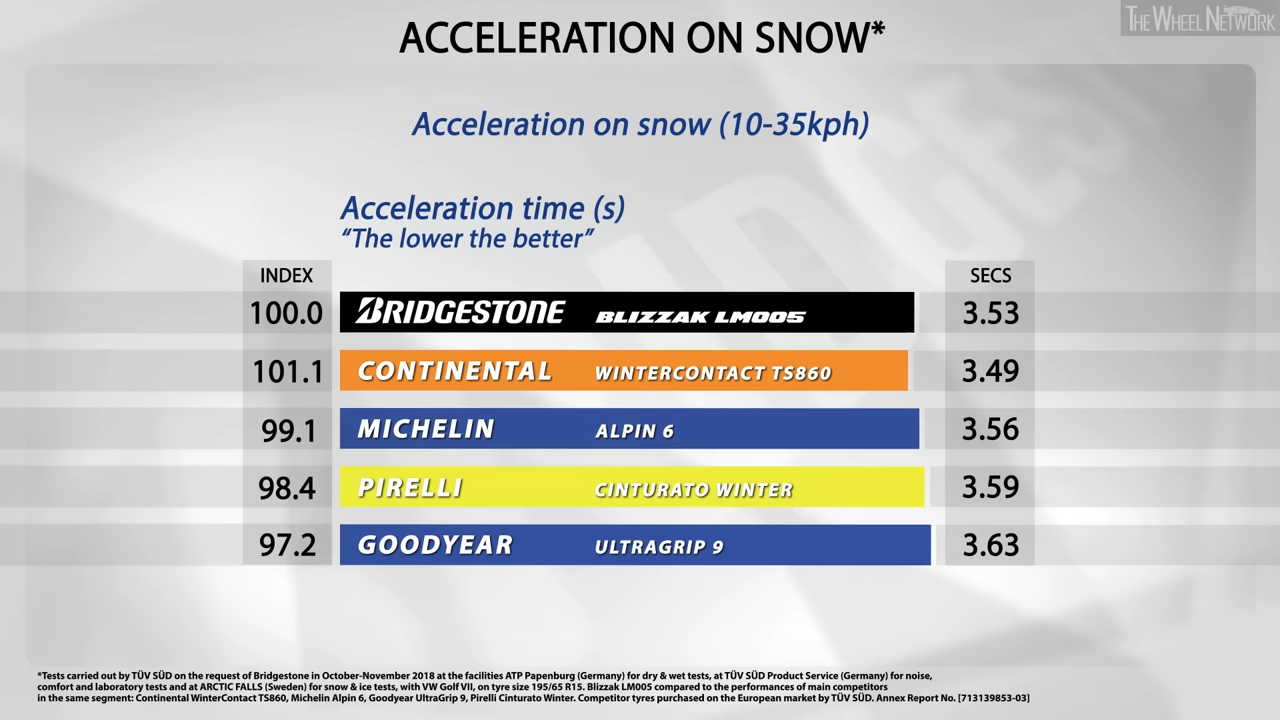 THE WHEEL NETWORK
ACCELERATION ON SNOW*
Acceleration on snow (10-35kph)
Acceleration time (s)
“The lower the better”
INDEX SECS
100.0 BRIDGESTONE BLIZZAK LM005 3.53
101.1 CONTINENTAL WINTERCONTACT TS860 3.49
99.1 MICHELIN ALPIN 6 3.56
98.4 PIRELLI CINTURATO WINTER 3.59
97.2 GOODYEAR ULTRAGRIP 9 3.63
*Tests carried out by TÜV SÜD on the request of Bridgestone in October-November 2018 at the facilities ATP Papenburg (Germany) for dry & wet tests, at TÜV SÜD Product Service (Germany) for noise,
comfort and laboratory tests and at ARCTIC FALLS (Sweden) for snow & ice tests, with VW Golf VII, on tyre size 195/65 R15. Blizzak LM005 compared to the performances of main competitors
in the same segment: Continental WinterContact TS860, Michelin Alpin 6, Goodyear UltraGrip 9, Pirelli Cinturato Winter. Competitor tyres purchased on the European market by TÜV SÜD. Annex Report No. [713139853-03]